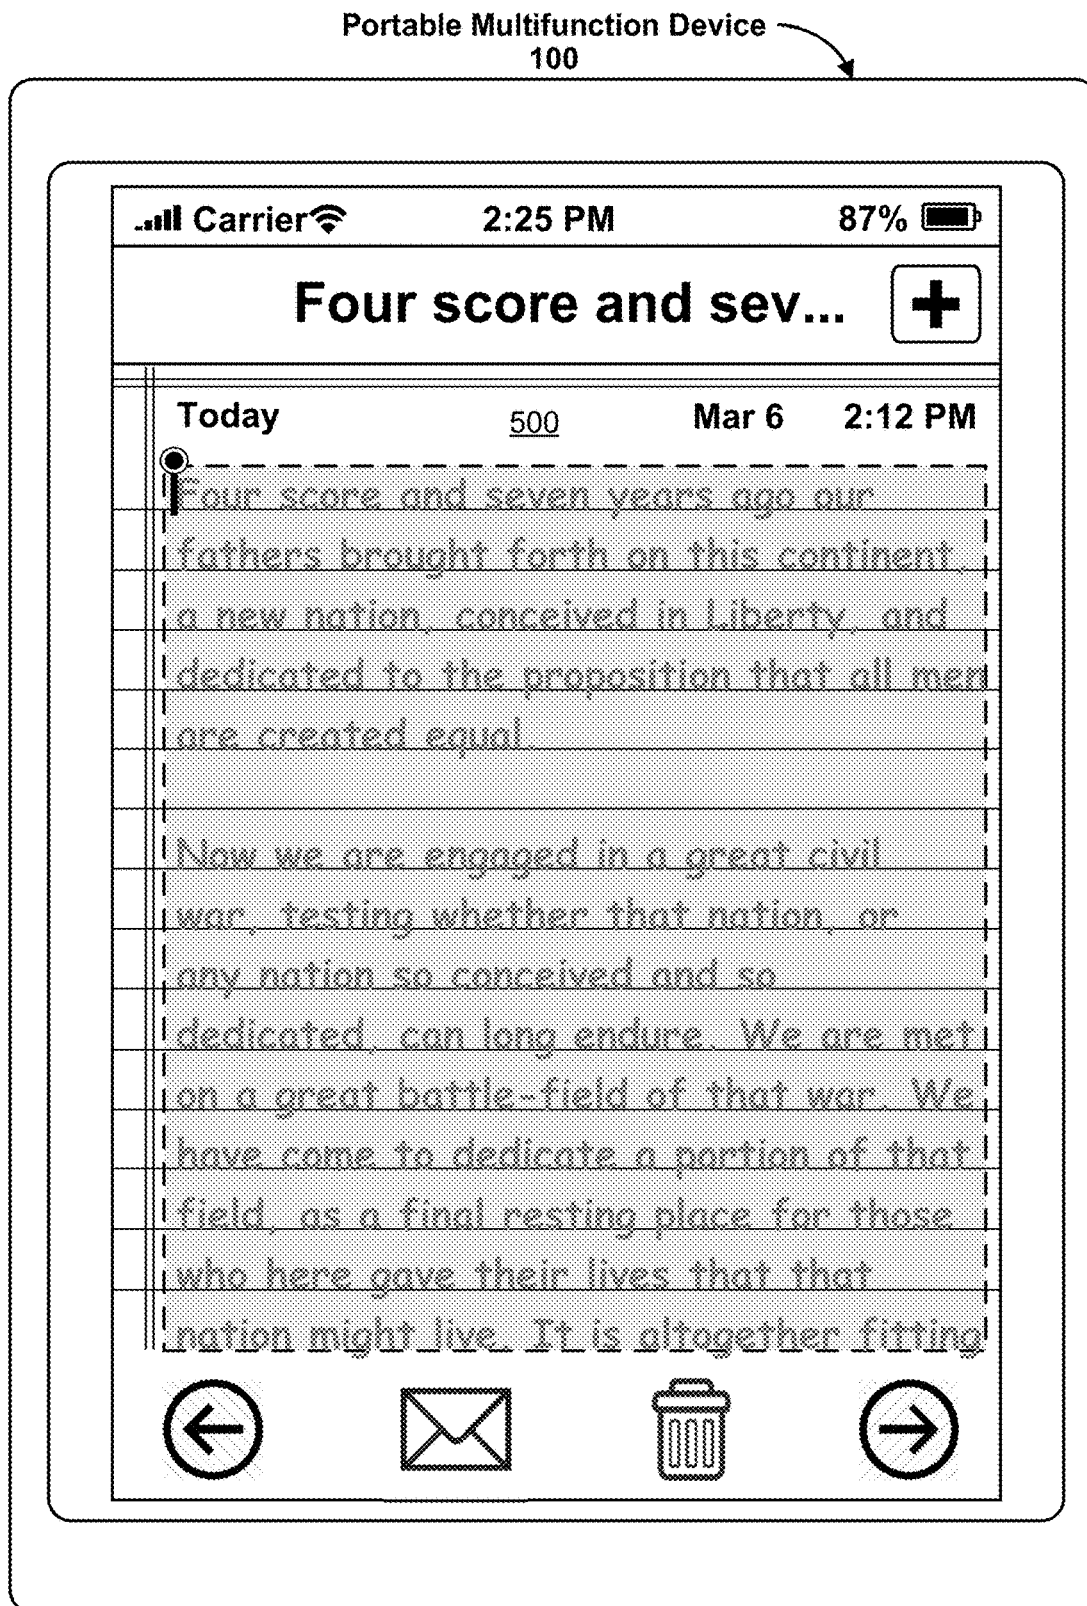 Portable Multifunction Device
100
Carrier 2:25 PM 87%
Four score and sev...
Today 500 Mar 6 2:12 PM
Four score and seven years ago our
fathers brought forth on this continent,
a new nation, conceived in Liberty, and
dedicated to the proposition that all men
are created equal.
Now we are engaged in a great civil
war, testing whether that nation, or
any nation so conceived and so
dedicated, can long endure. We are met
on a great battle-field of that war. We
have come to dedicate a portion of that
field, as a final resting place for those
who here gave their lives that that
nation might live. It is altogether fitting